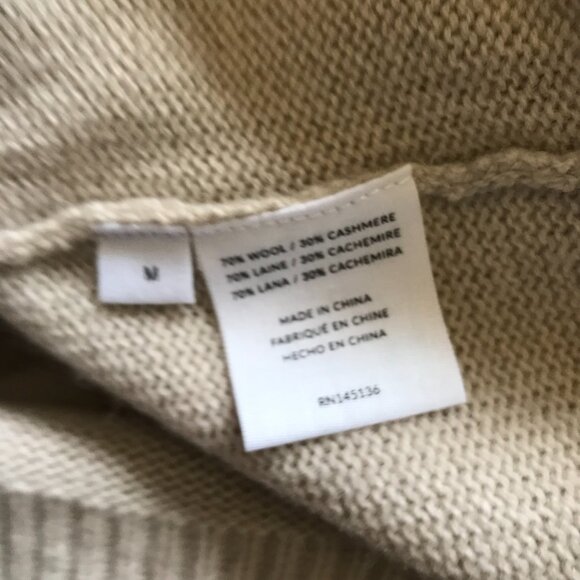 M
70% WOOL / 30% CASHMERE
70% LAINE / 30% CACHEMIRE
70% LANA / 30% CACHEMIRA
MADE IN CHINA
FABRIQUÉ EN CHINE
HECHO EN CHINA
RN145136